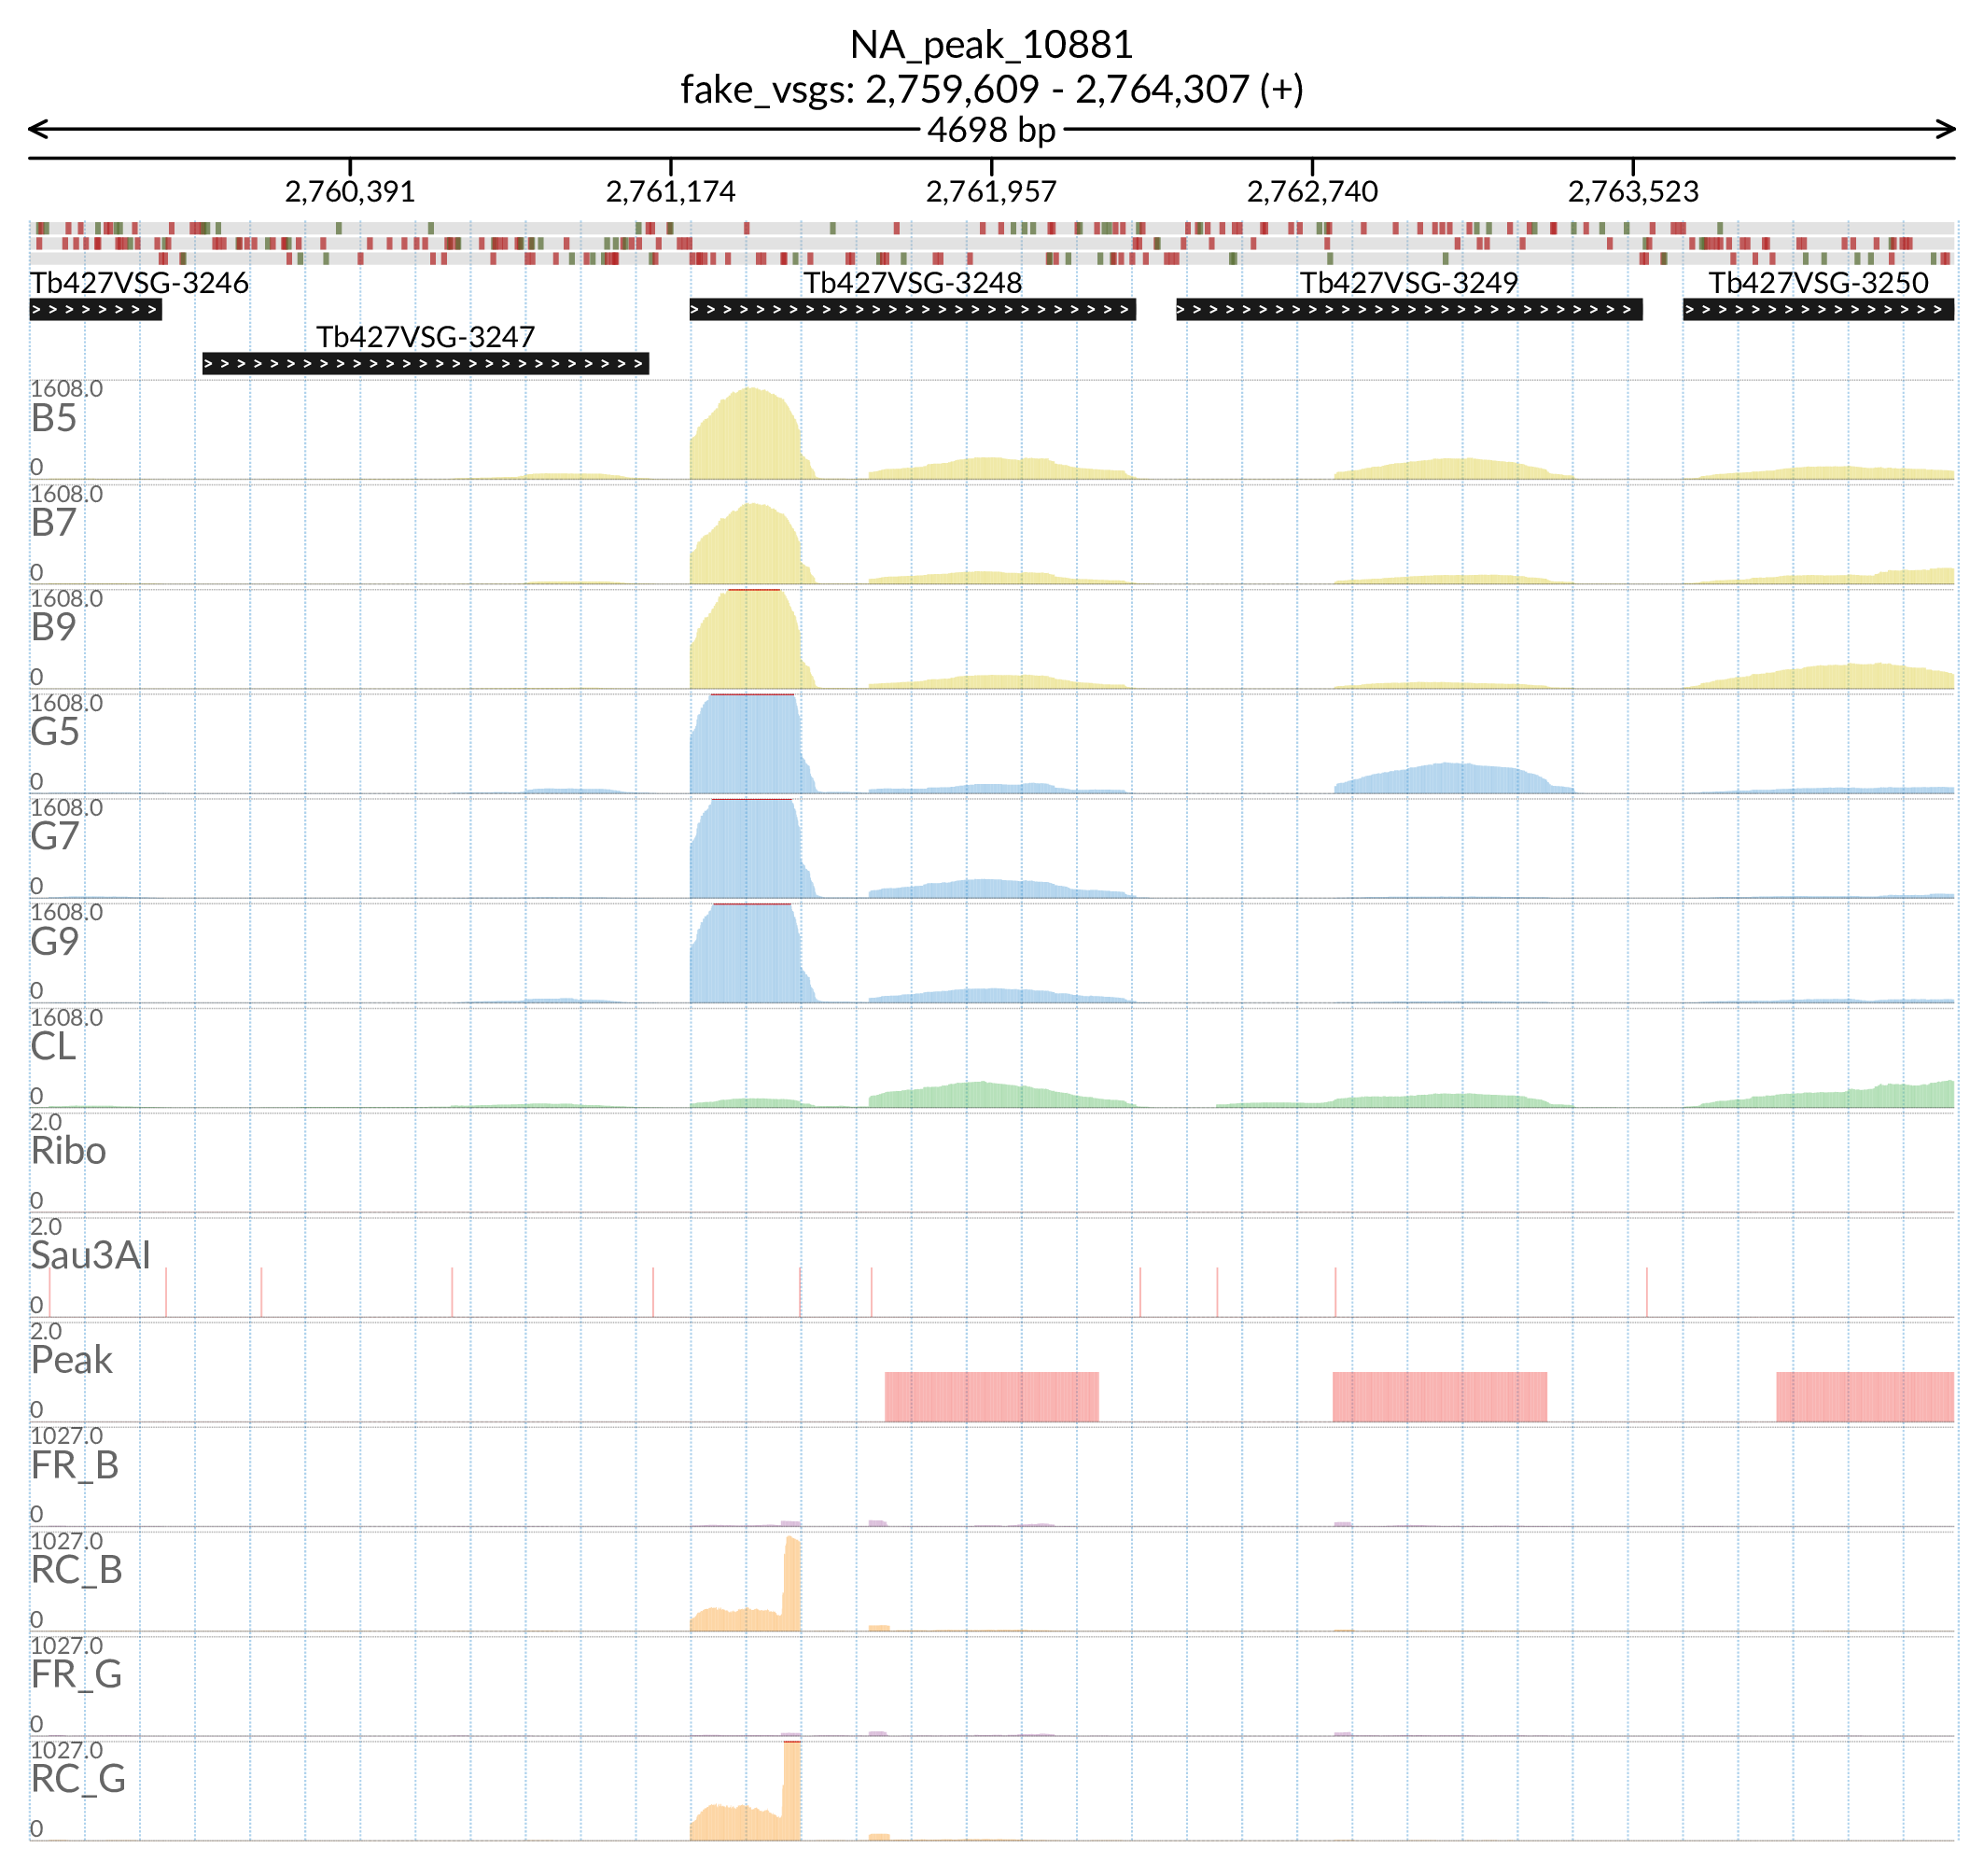 NA_peak_10881
fake_vsgs: 2,759,609 - 2,764,307 (+)
4698 bp
2,760,391 2,761,174 2,761,957 2,762,740 2,763,523
Tb427VSG-3246 Tb427VSG-3248 Tb427VSG-3249 Tb427VSG-3250
Tb427VSG-3247
1608.0
B5
0
1608.0
B7
0
1608.0
B9
0
1608.0
G5
0
1608.0
G7
0
1608.0
G9
0
1608.0
CL
0
2.0
Ribo
0
2.0
Sau3AI
0
2.0
Peak
0
1027.0
FR_B
0
1027.0
RC_B
0
1027.0
FR_G
0
1027.0
RC_G
0